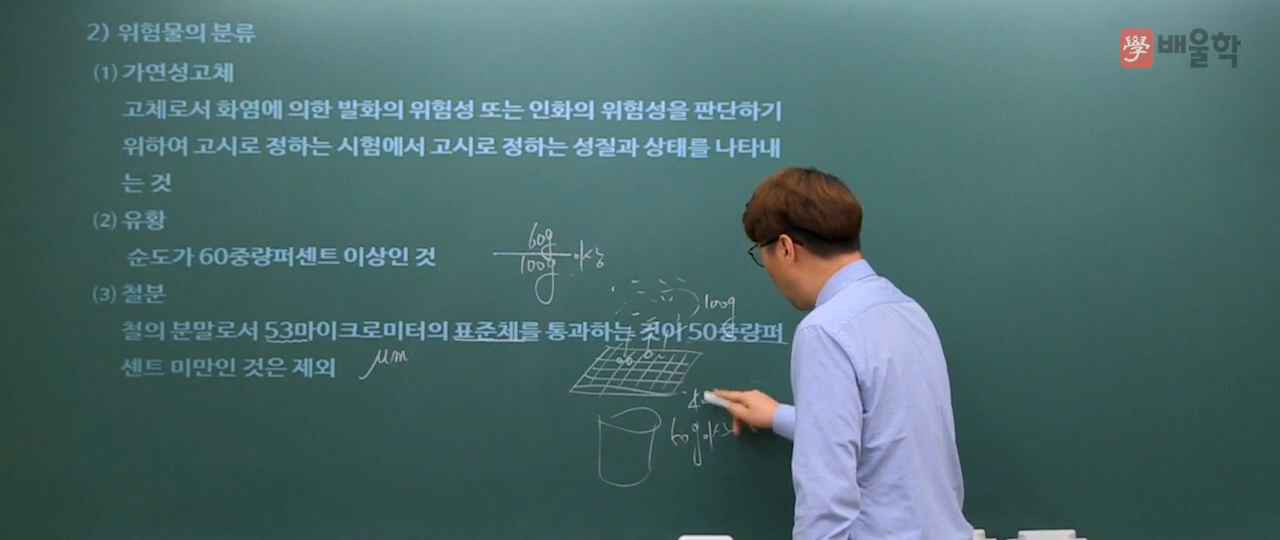 2) 위험물의 분류
學 배울학
(1) 가연성고체
고체로서 화염에 의한 발화의 위험성 또는 인화의 위험성을 판단하기
위하여 고시로 정하는 시험에서 고시로 정하는 성질과 상태를 나타내
는 것
(2) 유황
순도가 60중량퍼센트 이상인 것
60g
100g 이상
(3) 철분
100g
철의 분말로서 53마이크로미터의 표준체를 통과하는 것이 50중량퍼
센트 미만인 것은 제외
μm